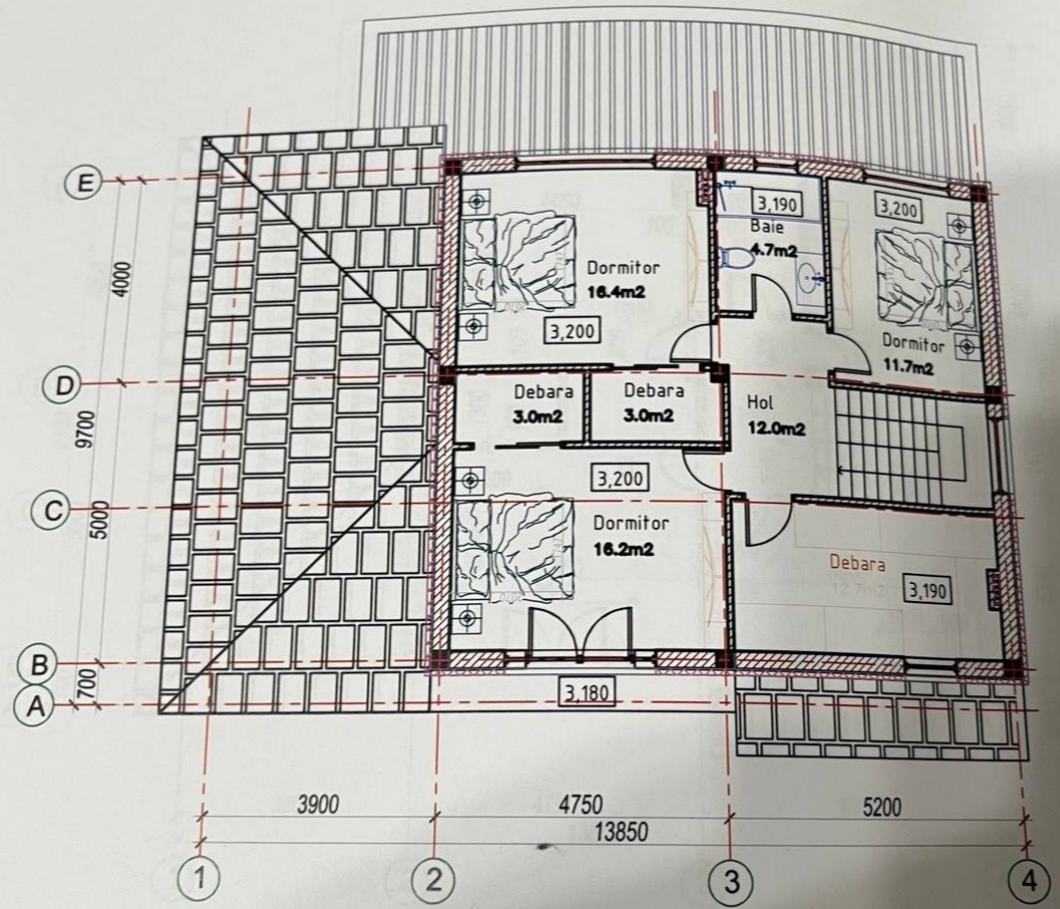 E
3,190
3,200
Baie
4.7m2
Dormitor
16.4m2
4000
3,200
Dormitor
11.7m2
D
Debara
3.0m2
Debara
3.0m2
Hol
12.0m2
9700
3,200
C
5000
Dormitor
16.2m2
Debara
12.7m2
3,190
B
700
A
3,180
3900
4750
5200
13850
1
2
3
4